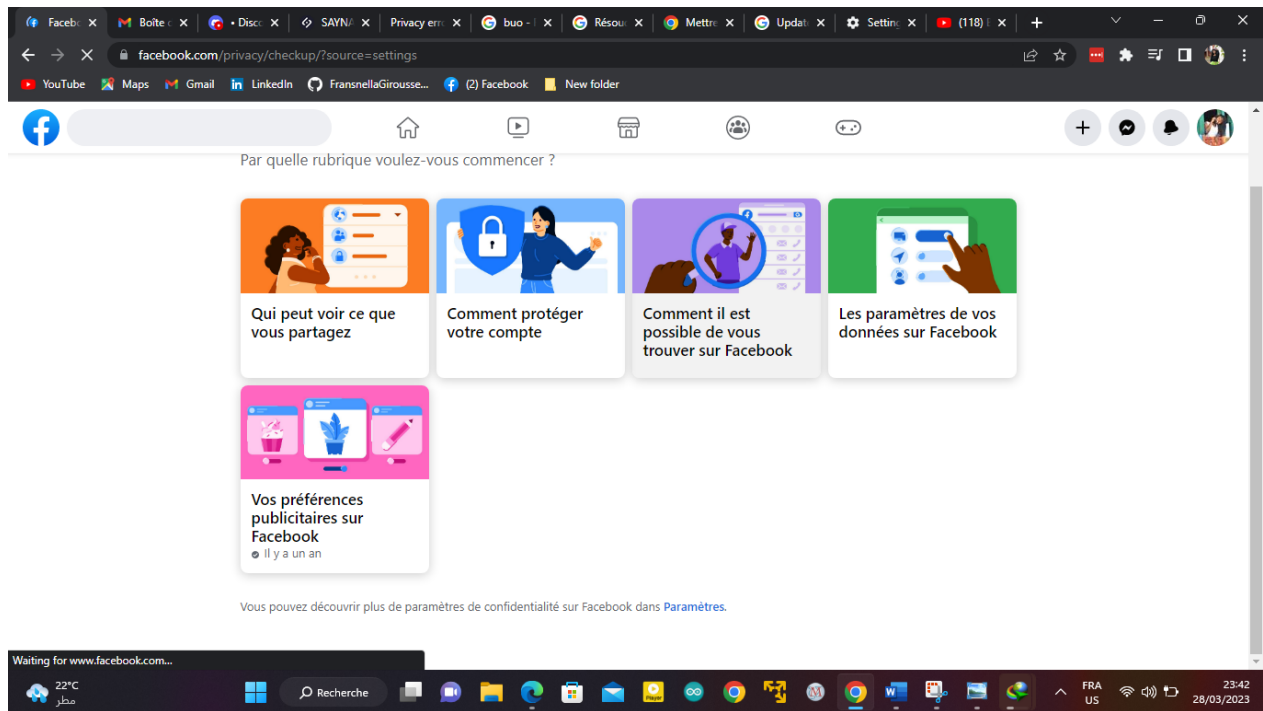 Facebo
Boîte c
• Disco
SAYNA
Privacy erro
buo -
Résou
Mettre
Updat
Setting
(118)
facebook.com/privacy/checkup/?source=settings
YouTube
Maps
Gmail
LinkedIn
FransnellaGirousse...
(2) Facebook
New folder
Par quelle rubrique voulez-vous commencer ?
Qui peut voir ce que
vous partagez
Comment protéger
votre compte
Comment il est
possible de vous
trouver sur Facebook
Les paramètres de vos
données sur Facebook
Vos préférences
publicitaires sur
Facebook
Il y a un an
Vous pouvez découvrir plus de paramètres de confidentialité sur Facebook dans Paramètres.
Waiting for www.facebook.com...
22°C
مطر
Recherche
Player
FRA
US
23:42
28/03/2023